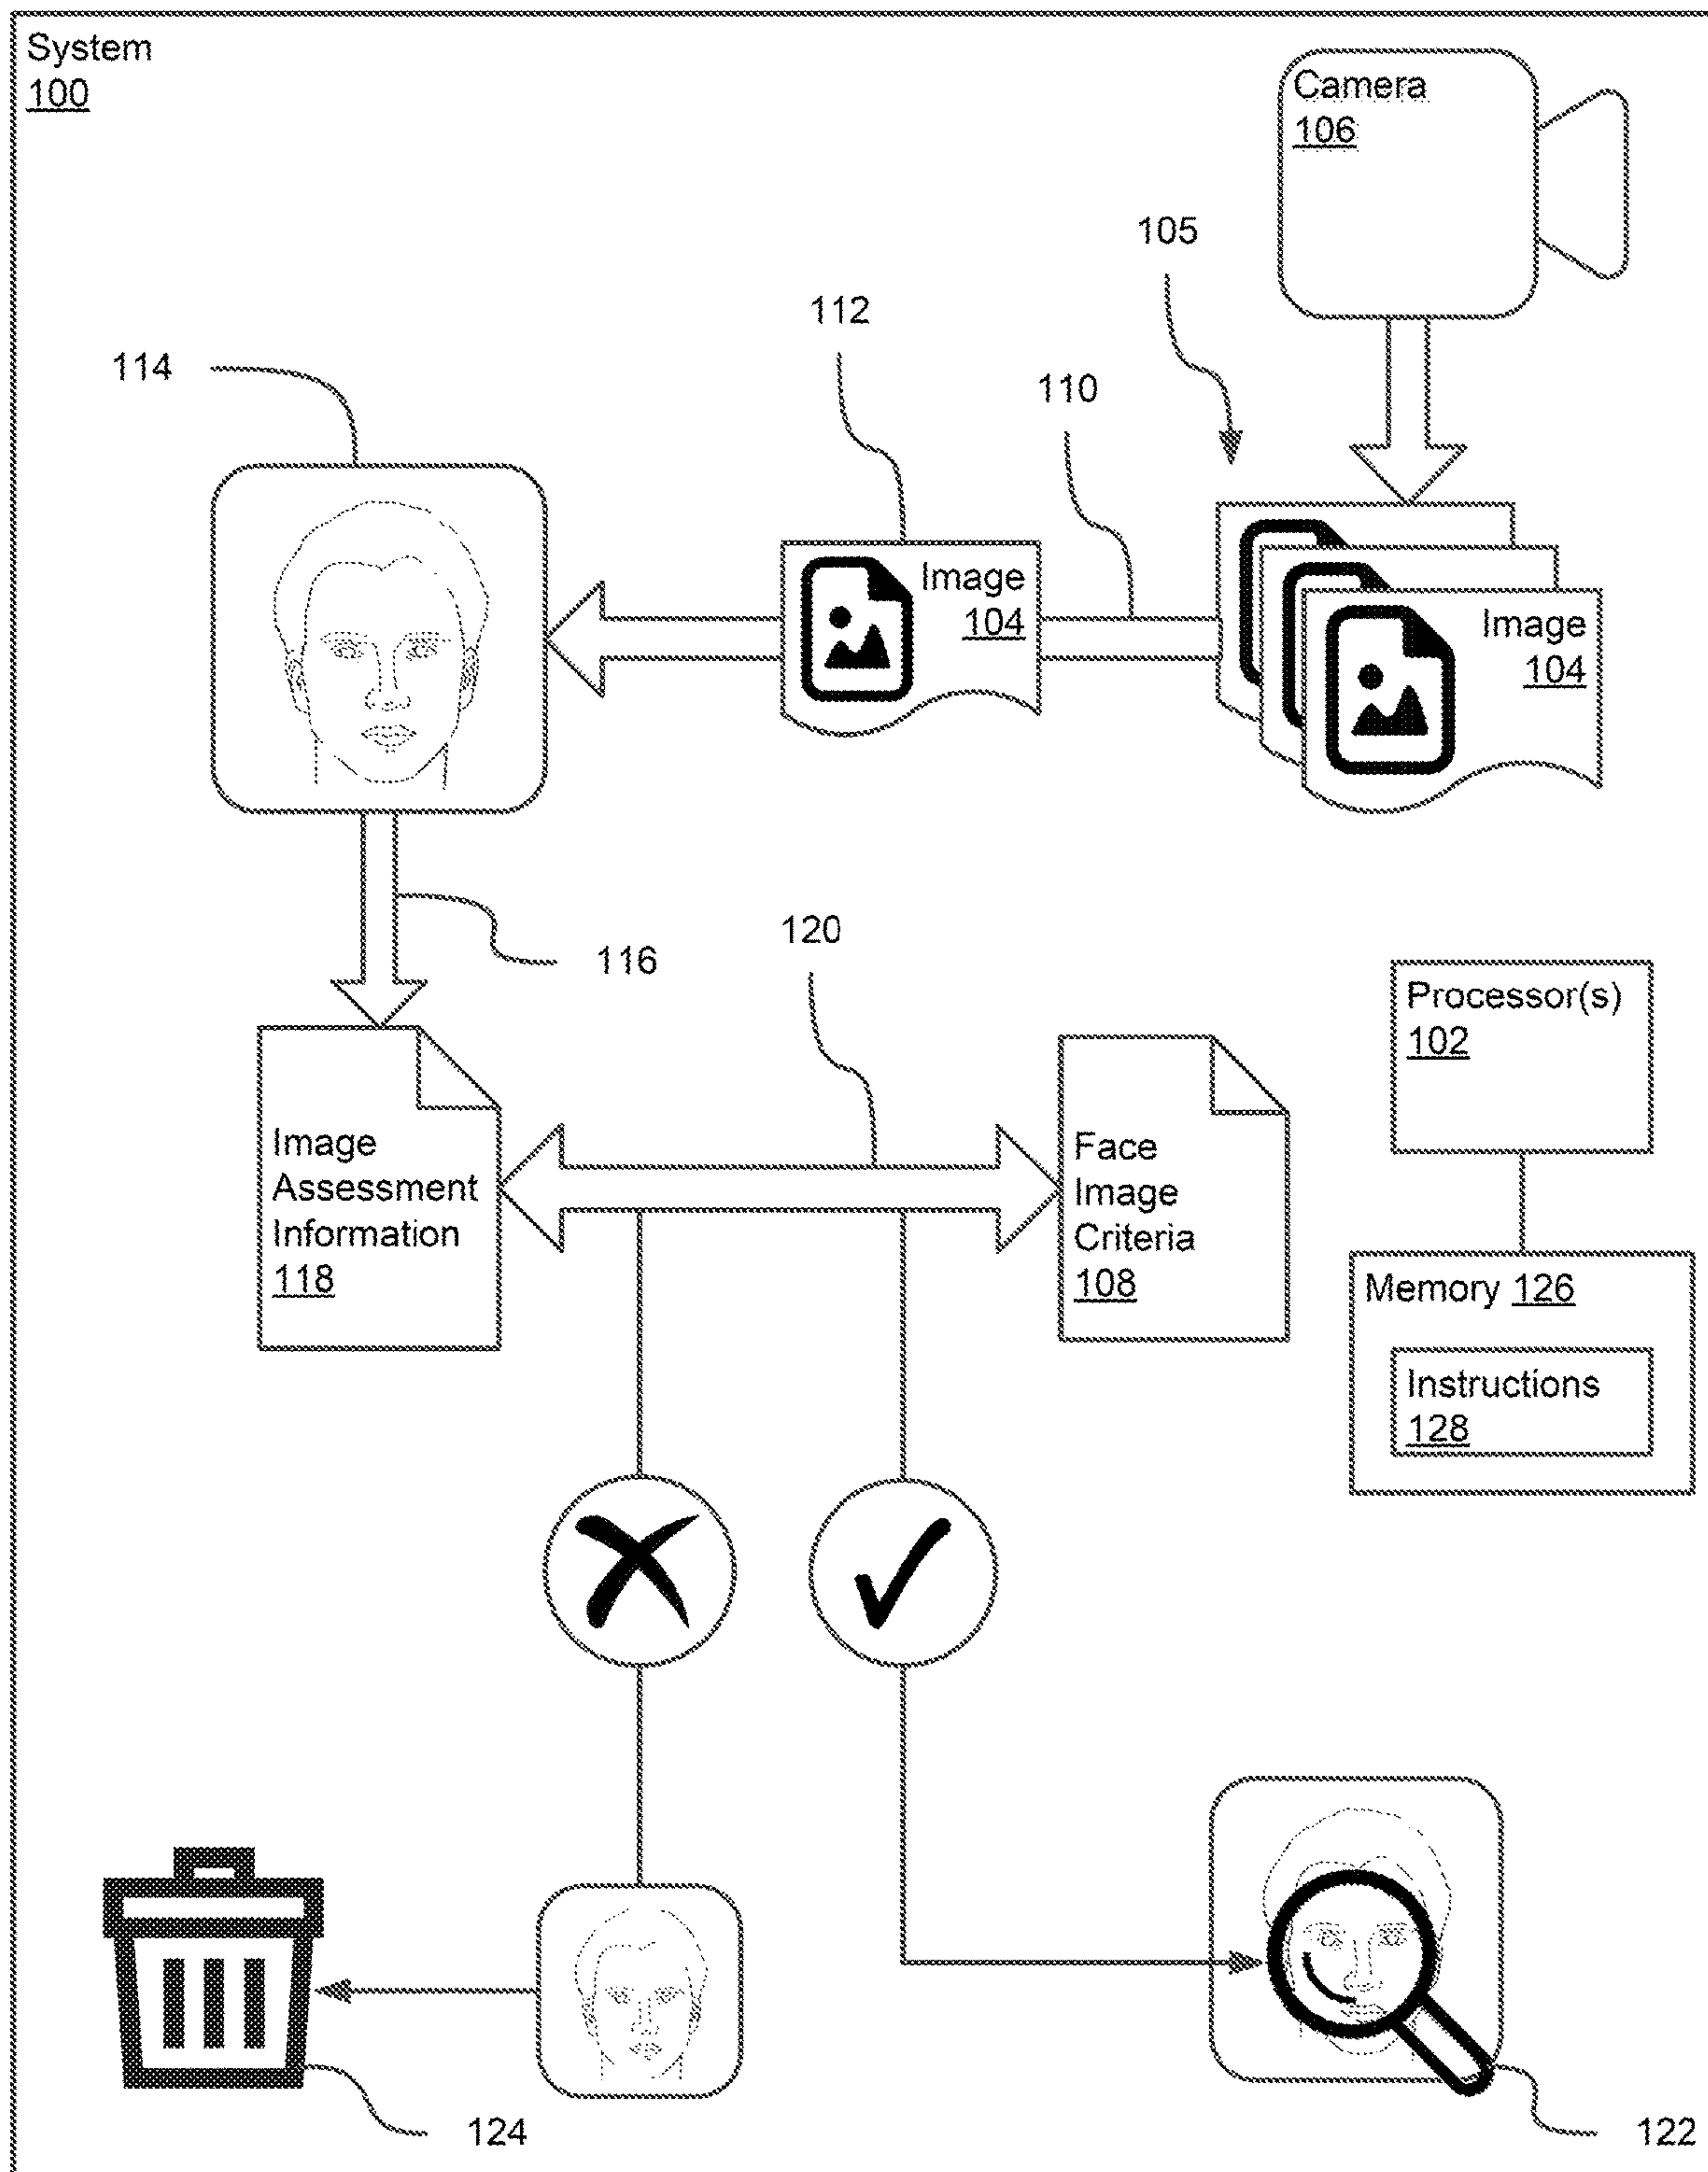 System
100
Camera
106
105
112
110
114
Image
104
Image
104
116
120
Processor(s)
102
Image
Assessment
Information
118
Face
Image
Criteria
108
Memory 126
Instructions
128
124
122